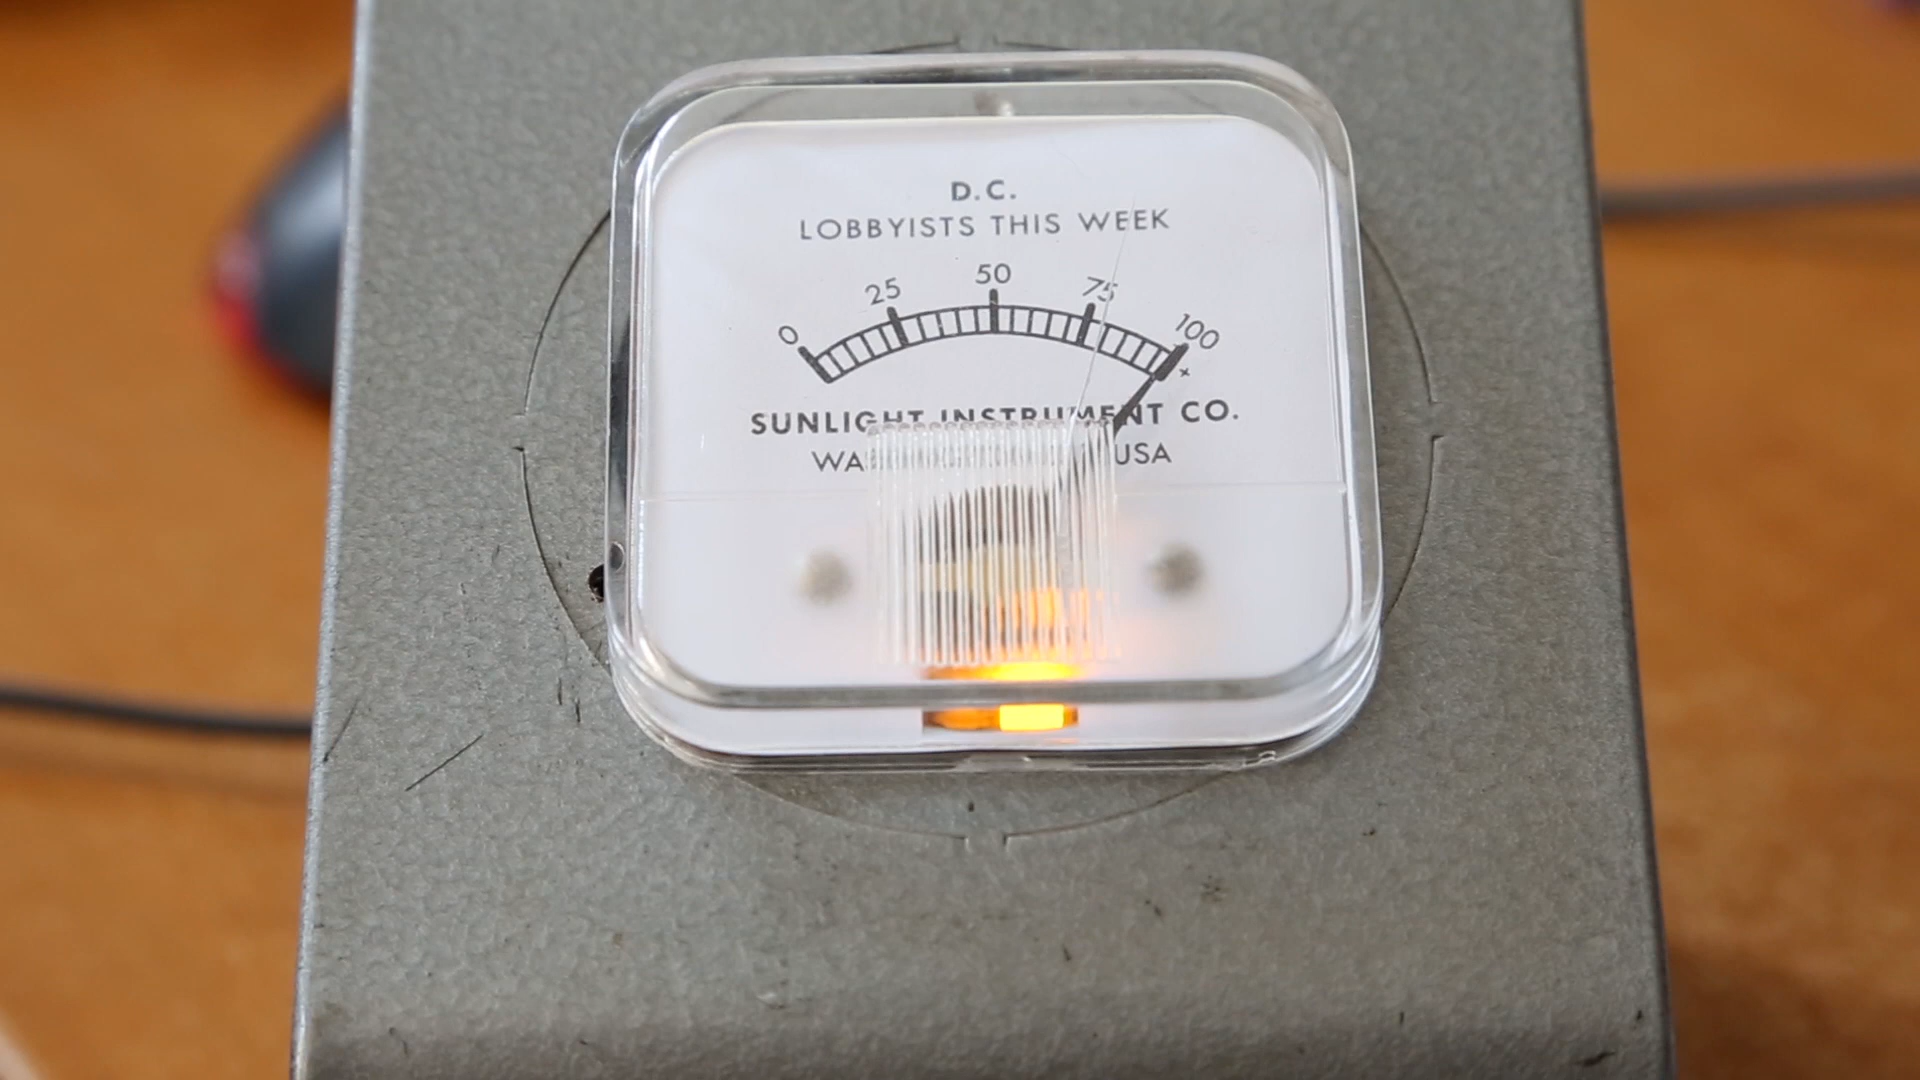 D.C.
LOBBYISTS THIS WEEK
0 25 50 75 100
+
SUNLIGHT INSTRUMENT CO.
USA